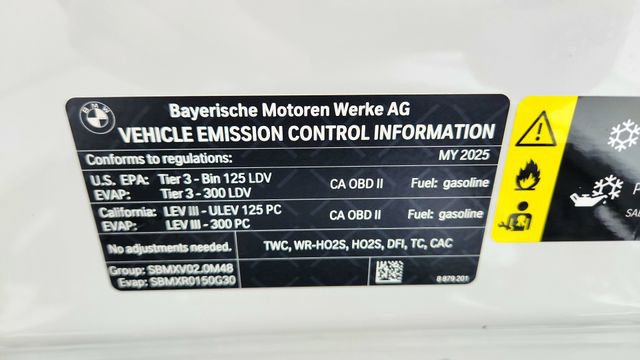 BMW
Bayerische Motoren Werke AG
VEHICLE EMISSION CONTROL INFORMATION
Conforms to regulations: MY 2025
U.S. EPA: Tier 3 - Bin 125 LDV CA OBD II Fuel: gasoline
EVAP: Tier 3 - 300 LDV
California: LEV III - ULEV 125 PC CA OBD II Fuel: gasoline
EVAP: LEV III - 300 PC
No adjustments needed. TWC, WR-HO2S, HO2S, DFI, TC, CAC
Group: SBMXV02.0M48
Evap: SBMXR0150G30
8 879 201